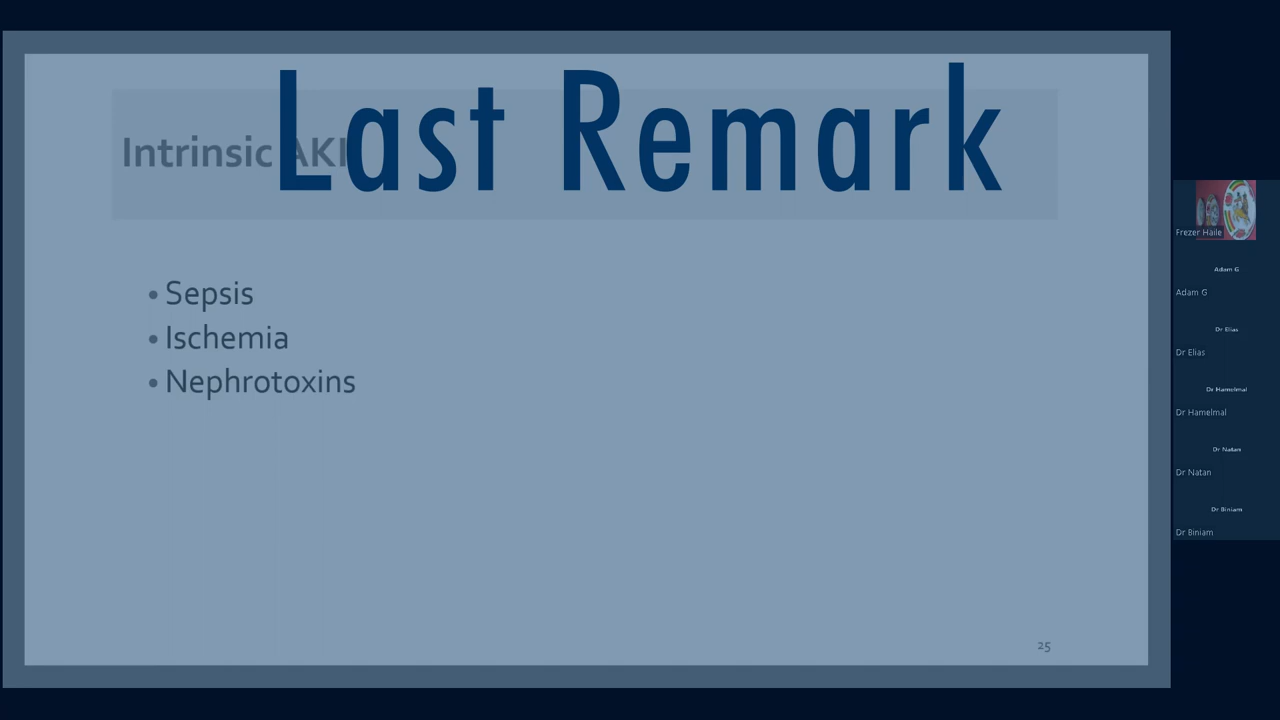 Last Remark
Intrinsic AKI
• Sepsis
• Ischemia
• Nephrotoxins
25
Frezer Haile
Adam G
Adam G
Dr Elias
Dr Elias
Dr Hamelmal
Dr Hamelmal
Dr Natan
Dr Natan
Dr Biniam
Dr Biniam